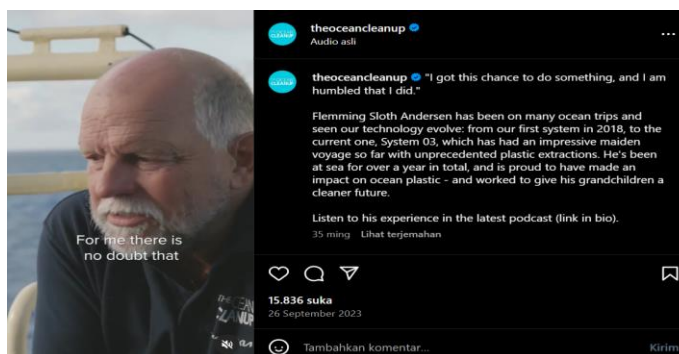 theoceancleanup
Audio asli
theoceancleanup "I got this chance to do something, and I am
humbled that I did."
Flemming Sloth Andersen has been on many ocean trips and
seen our technology evolve: from our first system in 2018, to the
current one, System 03, which has had an impressive maiden
voyage so far with unprecedented plastic extractions. He's been
at sea for over a year in total, and is proud to have made an
impact on ocean plastic - and worked to give his grandchildren a
cleaner future.
Listen to his experience in the latest podcast (link in bio).
35 ming Lihat terjemahan
For me there is
no doubt that
THE OCEAN
CLEANUP
15.836 suka
26 September 2023
Tambahkan komentar...
Kirim